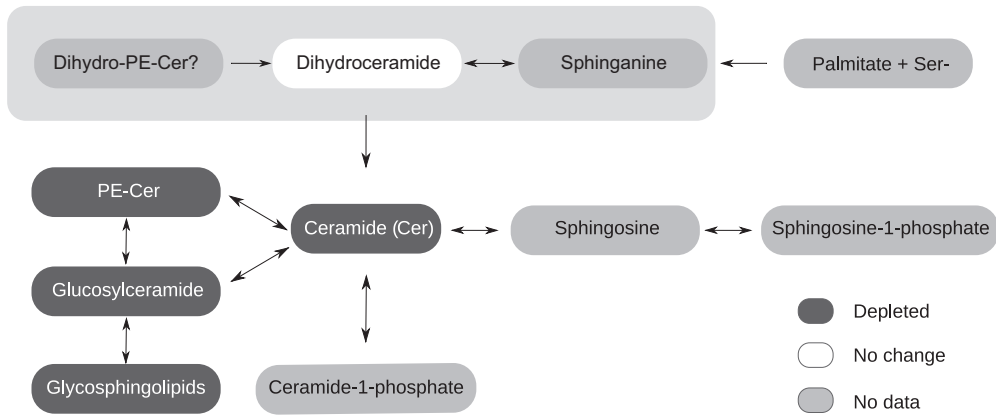 Dihydro-PE-Cer?
Dihydroceramide
Sphinganine
Palmitate + Ser-
PE-Cer
Ceramide (Cer)
Sphingosine
Sphingosine-1-phosphate
Glucosylceramide
Glycosphingolipids
Ceramide-1-phosphate
Depleted
No change
No data